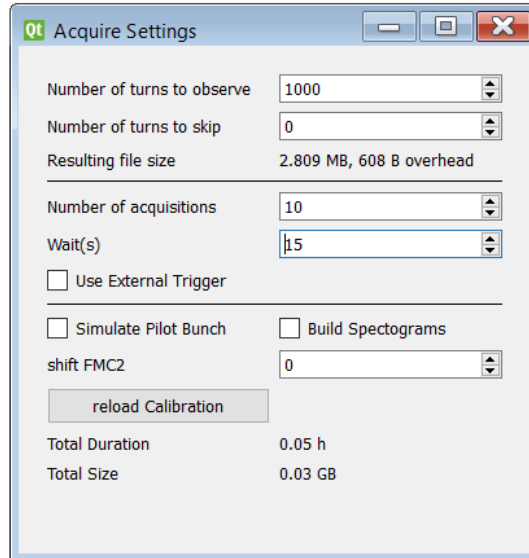 Qt Acquire Settings
Number of turns to observe 1000
Number of turns to skip 0
Resulting file size 2.809 MB, 608 B overhead
Number of acquisitions 10
Wait(s) 15
Use External Trigger
Simulate Pilot Bunch Build Spectograms
shift FMC2 0
reload Calibration
Total Duration 0.05 h
Total Size 0.03 GB